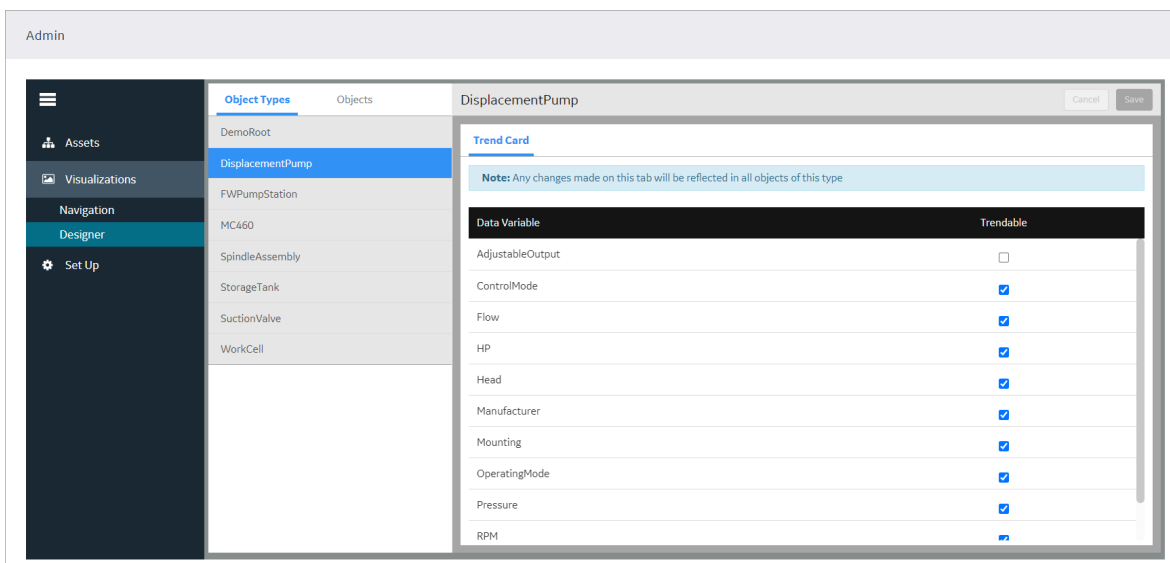 Admin
Object Types Objects
DisplacementPump
Cancel Save
Assets
Visualizations
Navigation
Designer
Set Up
DemoRoot
DisplacementPump
FWPumpStation
MC460
SpindleAssembly
StorageTank
SuctionValve
WorkCell
Trend Card
Note: Any changes made on this tab will be reflected in all objects of this type
Data Variable Trendable
AdjustableOutput
ControlMode
Flow
HP
Head
Manufacturer
Mounting
OperatingMode
Pressure
RPM